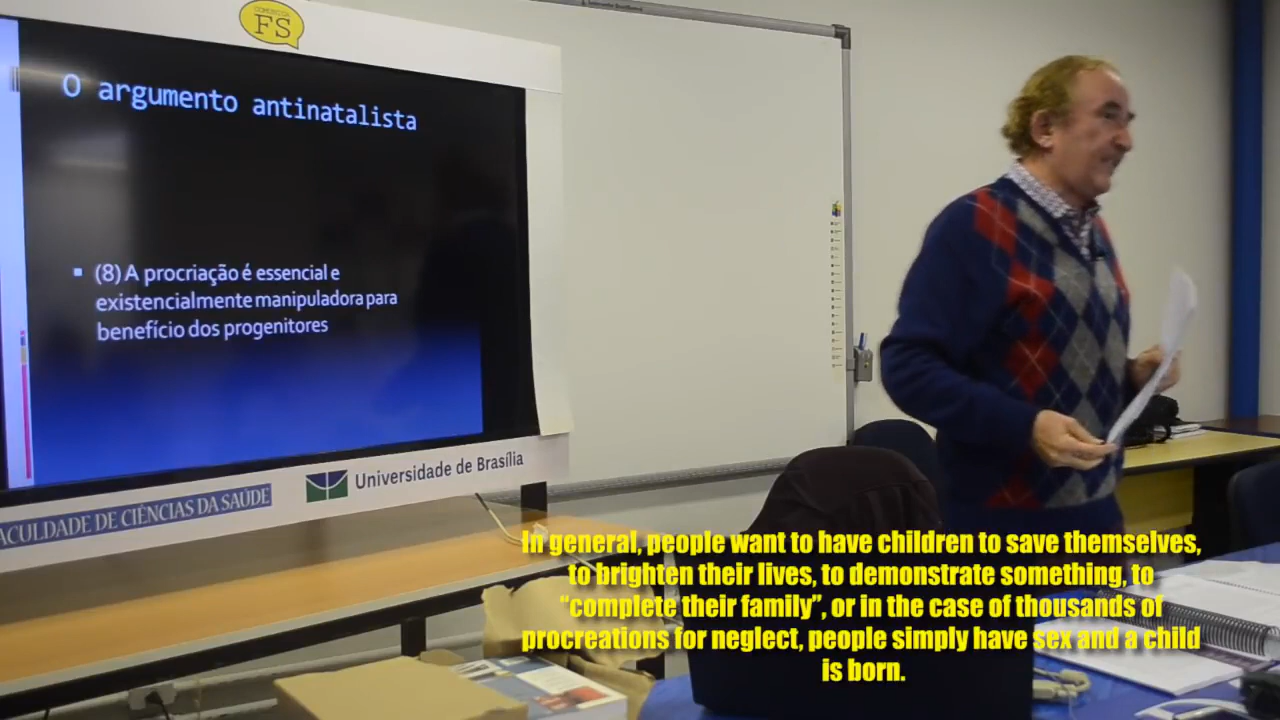 FS
O argumento antinatalista
(8) A procriação é essencial e
existencialmente manipuladora para
benefício dos progenitores
ACULDADE DE CIÊNCIAS DA SAÚDE
Universidade de Brasília
In general, people want to have children to save themselves,
to brighten their lives, to demonstrate something, to
“complete their family”, or in the case of thousands of
procreations for neglect, people simply have sex and a child
is born.